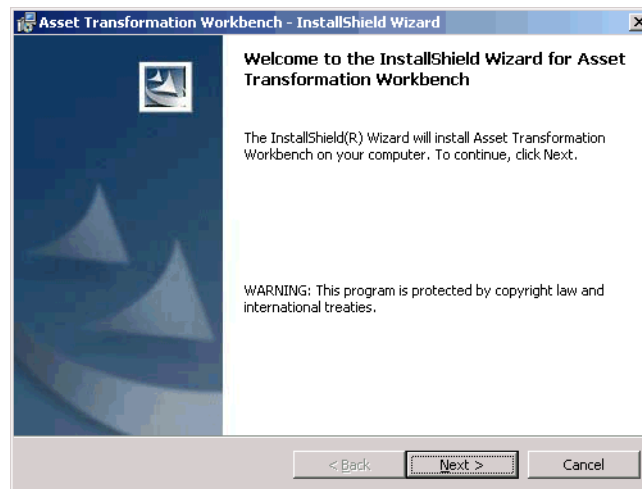 Asset Transformation Workbench - InstallShield Wizard
Welcome to the InstallShield Wizard for Asset
Transformation Workbench
The InstallShield(R) Wizard will install Asset Transformation
Workbench on your computer. To continue, click Next.
WARNING: This program is protected by copyright law and
international treaties.
< Back
Next >
Cancel